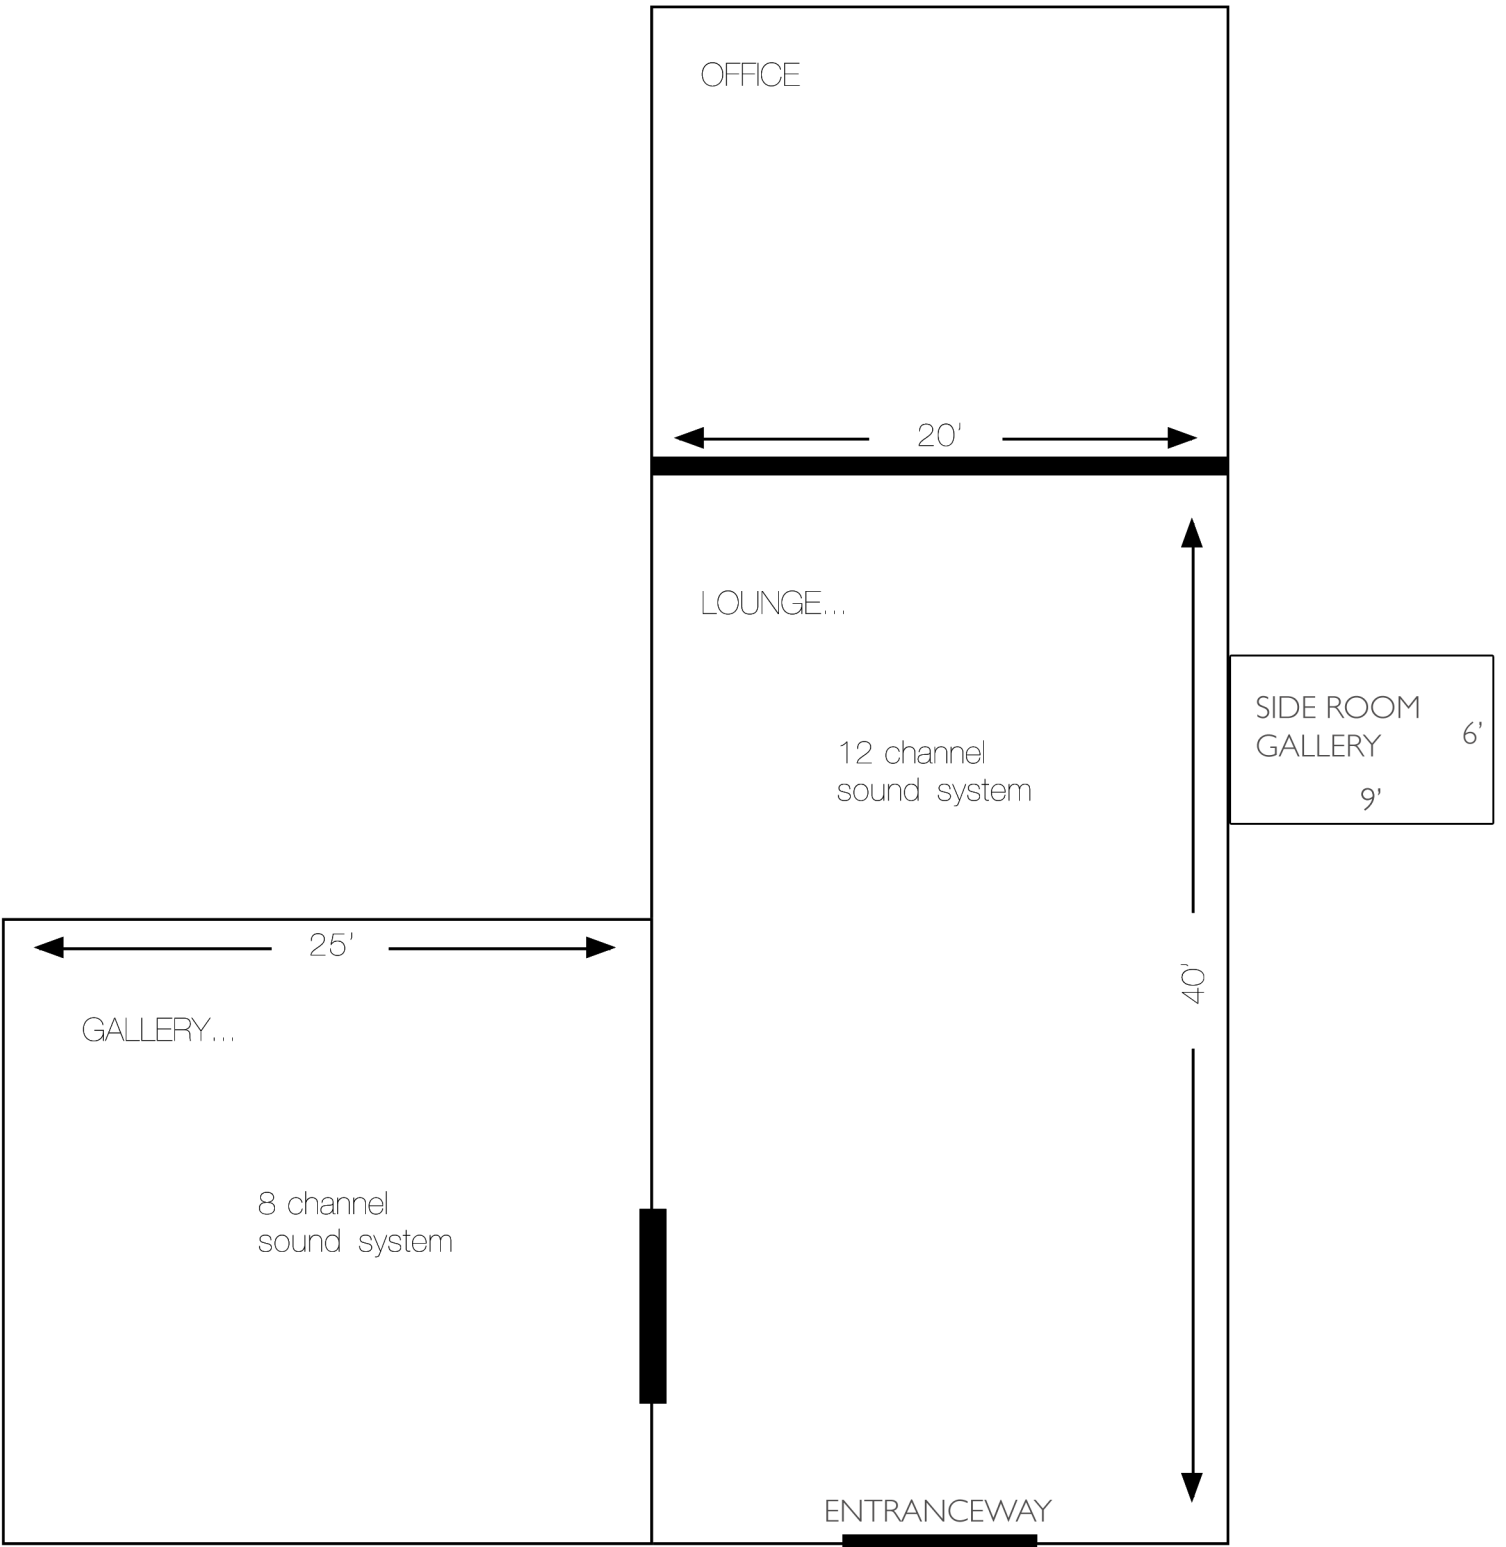 OFFICE
20'
LOUNGE...
12 channel
sound system
SIDE ROOM
GALLERY
6'
9'
25'
40'
GALLERY...
8 channel
sound system
ENTRANCEWAY